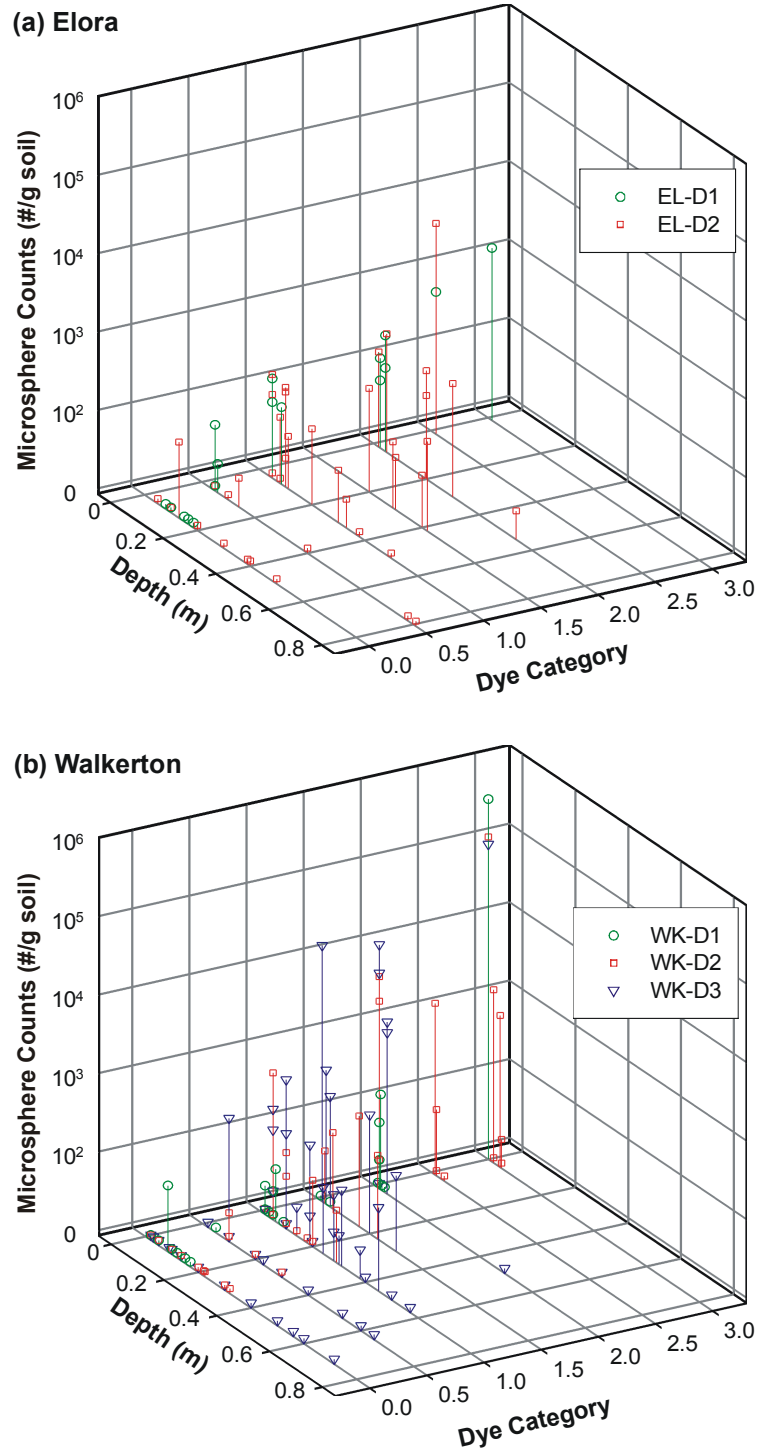 (a) Elora
10⁶
10⁵
10⁴
10³
10²
0
Microsphere Counts (#/g soil)
EL-D1
EL-D2
0
0.2
0.4
0.6
0.8
Depth (m)
0.0
0.5
1.0
1.5
2.0
2.5
3.0
Dye Category
(b) Walkerton
10⁶
10⁵
10⁴
10³
10²
0
Microsphere Counts (#/g soil)
WK-D1
WK-D2
WK-D3
0
0.2
0.4
0.6
0.8
Depth (m)
0.0
0.5
1.0
1.5
2.0
2.5
3.0
Dye Category